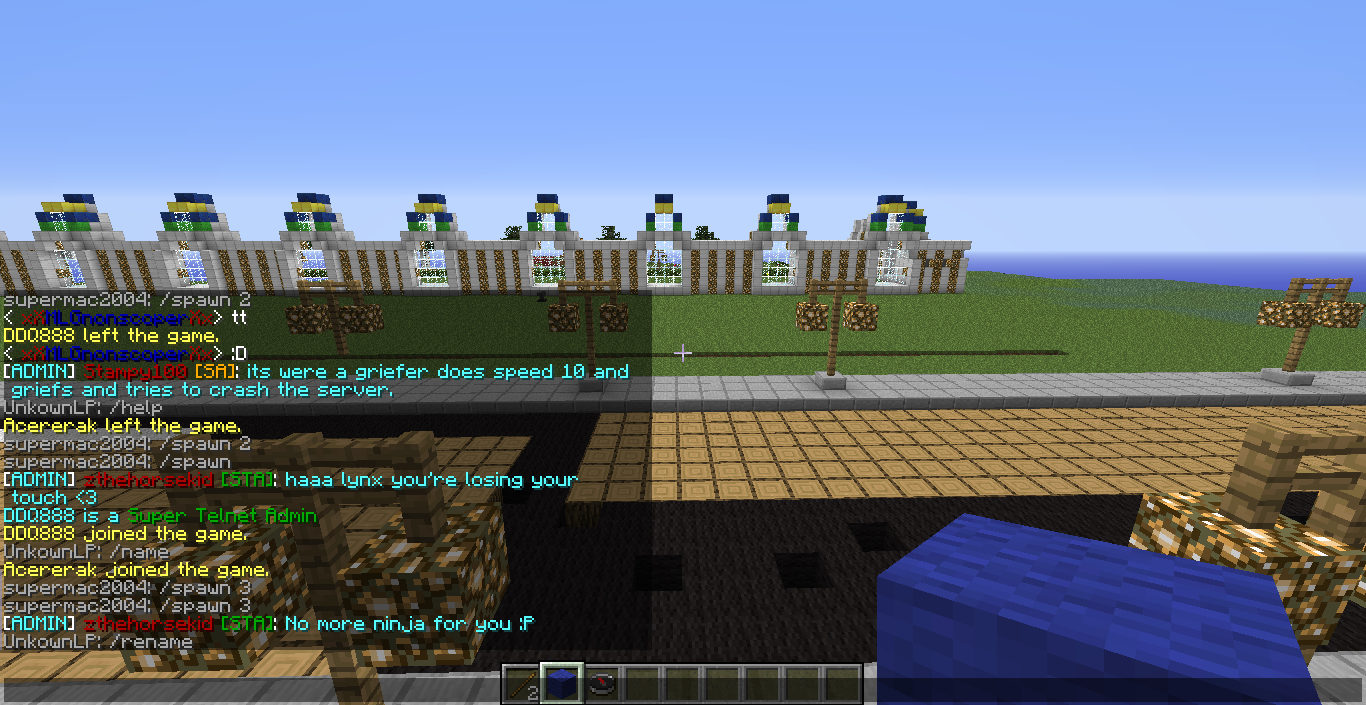 supermac2004: /spawn 2
< xXMLGnonscoperXx> tt
DDQ888 left the game.
< xXMLGnonscoperXx> :D
[ADMIN] Stampy100 [SA]: its were a griefer does speed 10 and
griefs and tries to crash the server.
UnkownLP: /help
Acererak left the game.
supermac2004: /spawn 2
supermac2004: /spawn
[ADMIN] zthehorsekid [STA]: haaa lynx you're losing your
touch <3
DDQ888 is a Super Telnet Admin
DDQ888 joined the game.
UnkownLP: /name
Acererak joined the game.
supermac2004: /spawn 3
supermac2004: /spawn 3
[ADMIN] zthehorsekid [STA]: No more ninja for you :P
UnkownLP: /rename
2